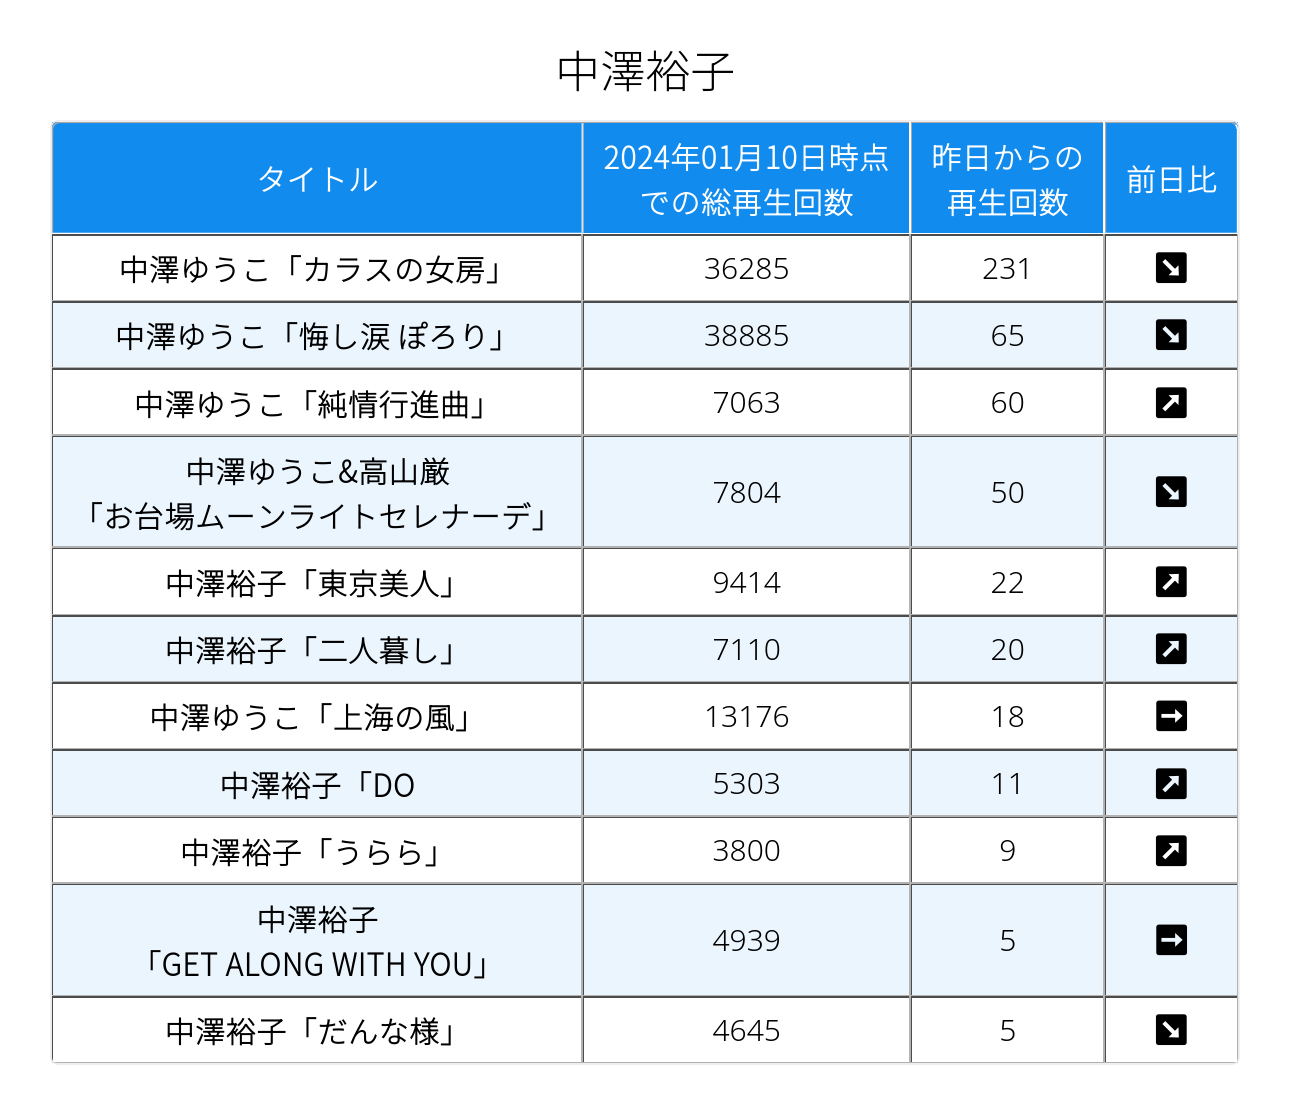 中澤裕子
タイトル
2024年01月10日時点
での総再生回数
昨日からの
再生回数
前日比
中澤ゆうこ「カラスの女房」
36285
231
中澤ゆうこ「悔し涙 ぽろり」
38885
65
中澤ゆうこ「純情行進曲」
7063
60
中澤ゆうこ&高山厳
「お台場ムーンライトセレナーデ」
7804
50
中澤裕子「東京美人」
9414
22
中澤裕子「二人暮し」
7110
20
中澤ゆうこ「上海の風」
13176
18
中澤裕子「DO
5303
11
中澤裕子「うらら」
3800
9
中澤裕子
「GET ALONG WITH YOU」
4939
5
中澤裕子「だんな様」
4645
5